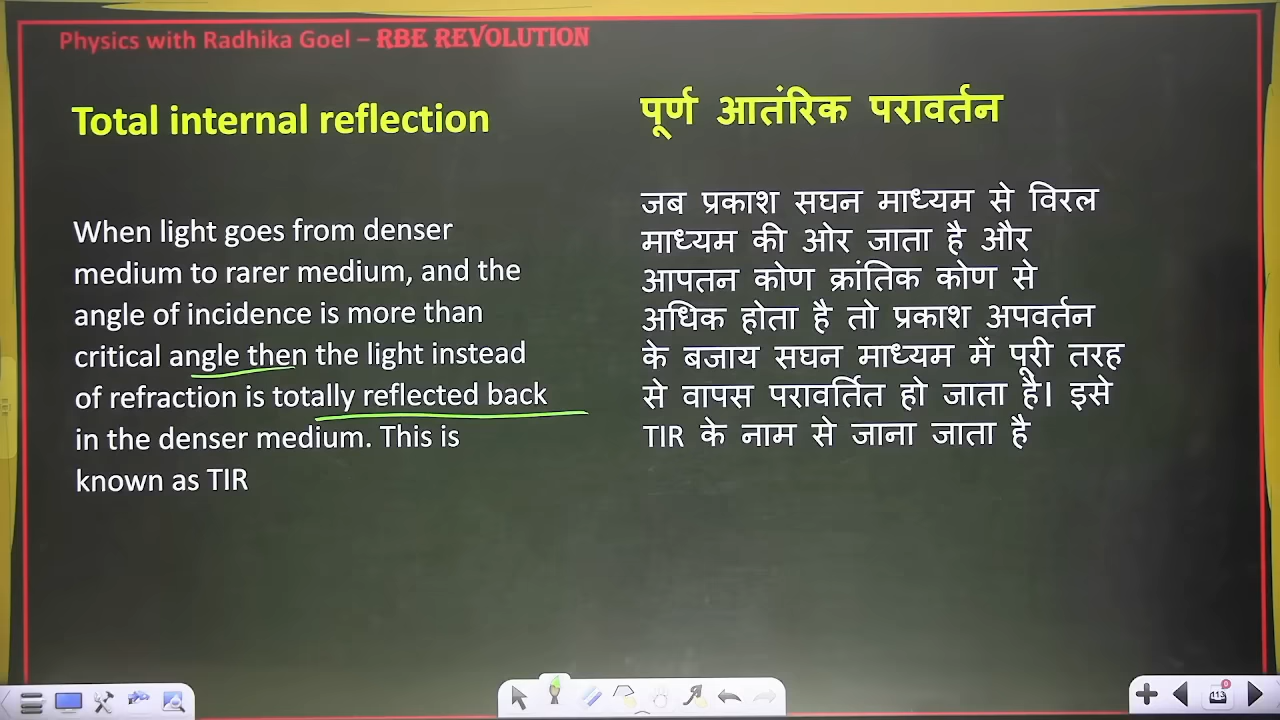 Physics with Radhika Goel – RBE REVOLUTION
Total internal reflection
When light goes from denser
medium to rarer medium, and the
angle of incidence is more than
critical angle then the light instead
of refraction is totally reflected back
in the denser medium. This is
known as TIR
पूर्ण आतंरिक परावर्तन
जब प्रकाश सघन माध्यम से विरल
माध्यम की ओर जाता है और
आपतन कोण क्रांतिक कोण से
अधिक होता है तो प्रकाश अपवर्तन
के बजाय सघन माध्यम में पूरी तरह
से वापस परावर्तित हो जाता है। इसे
TIR के नाम से जाना जाता है
113